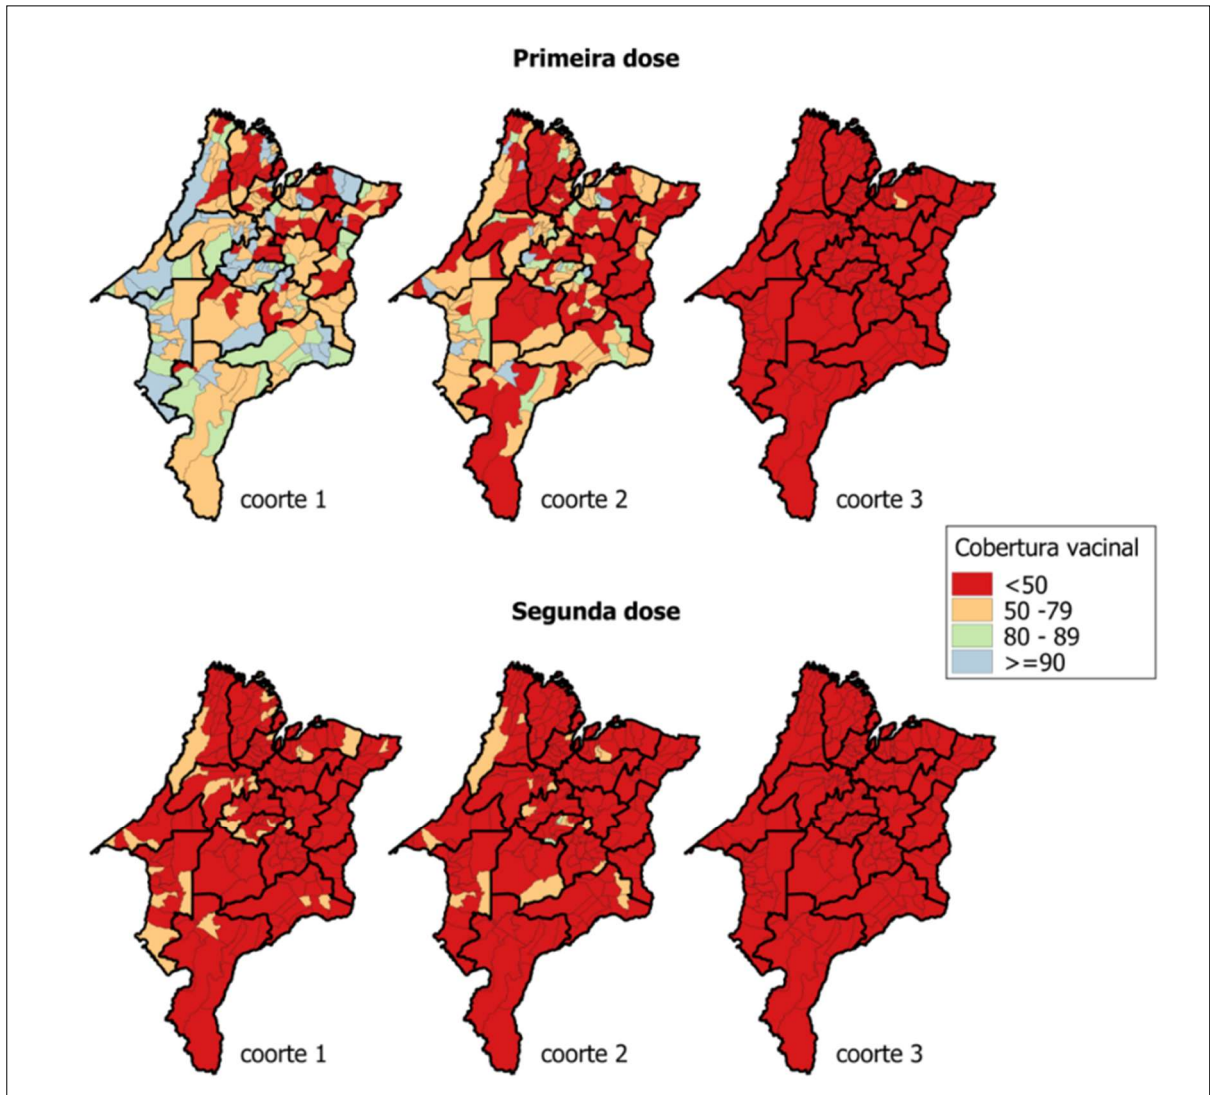 Primeira dose
coorte 1
coorte 2
coorte 3
Cobertura vacinal
<50
50 -79
80 - 89
>=90
Segunda dose
coorte 1
coorte 2
coorte 3